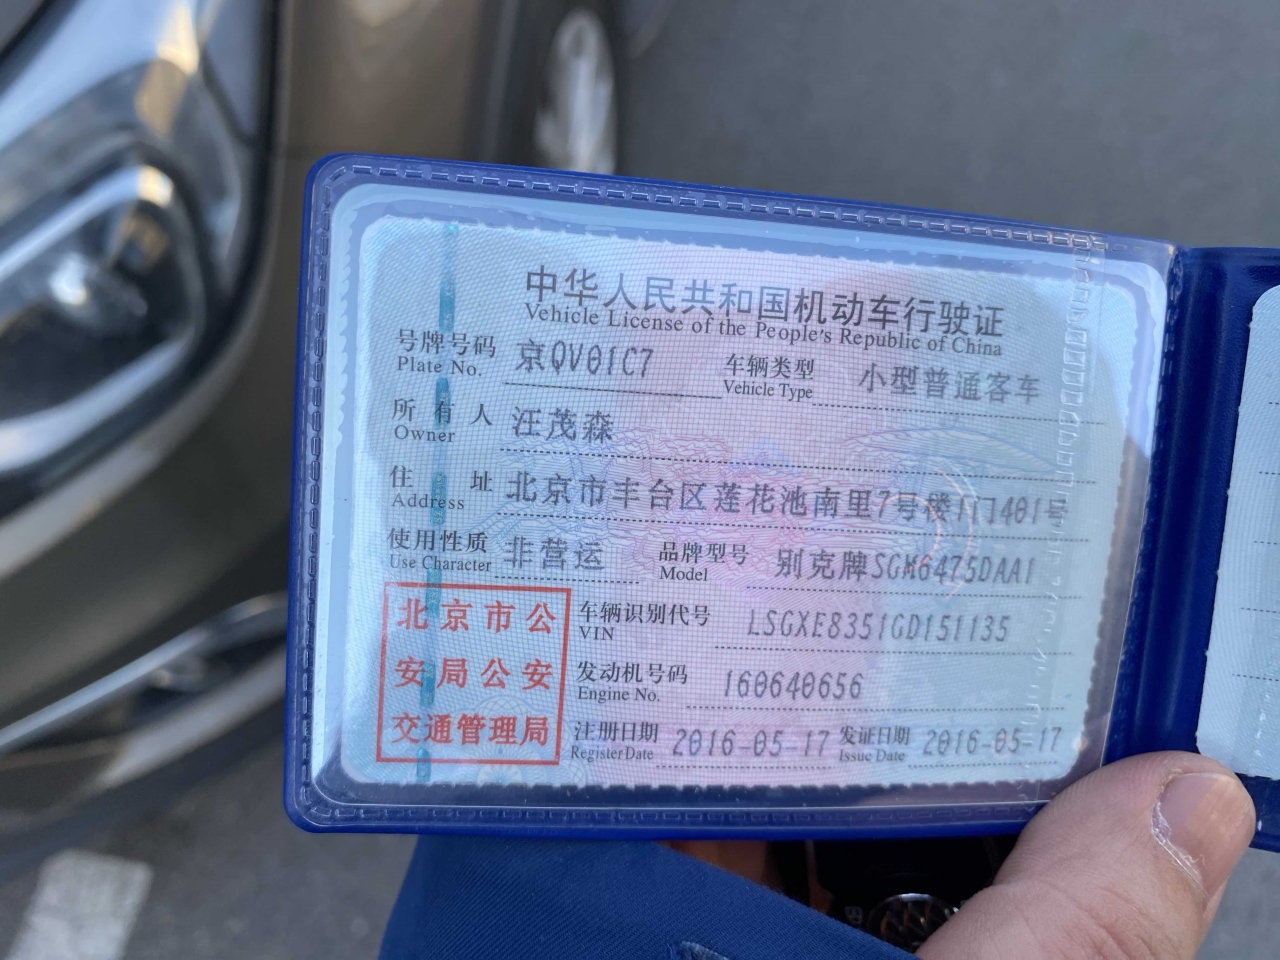 中华人民共和国机动车行驶证
Vehicle License of the People's Republic of China
号牌号码 京QV01C7 车辆类型 小型普通客车
Plate No. Vehicle Type
所有人 汪茂森
Owner
住址 北京市丰台区莲花池南里7号楼1门401号
Address
使用性质 非营运 品牌型号 别克牌SGM6475DAA1
Use Character Model
北京市公
安局公安
交通管理局
车辆识别代号 LSGXE8351GD151135
VIN
发动机号码 160640656
Engine No.
注册日期 2016-05-17 发证日期 2016-05-17
Register Date Issue Date